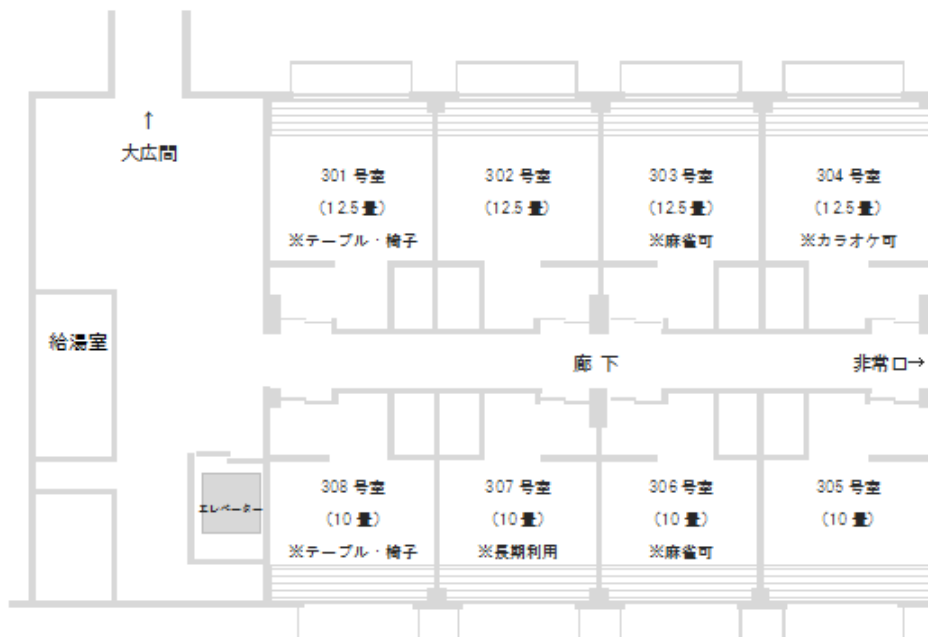 ↑
大広間
301 号室
（12.5 畳）
※テーブル・椅子
302 号室
（12.5 畳）
303 号室
（12.5 畳）
※麻雀可
304 号室
（12.5 畳）
※カラオケ可
給湯室
廊 下
非常口→
エレベーター
308 号室
（10 畳）
※テーブル・椅子
307 号室
（10 畳）
※長期利用
306 号室
（10 畳）
※麻雀可
305 号室
（10 畳）